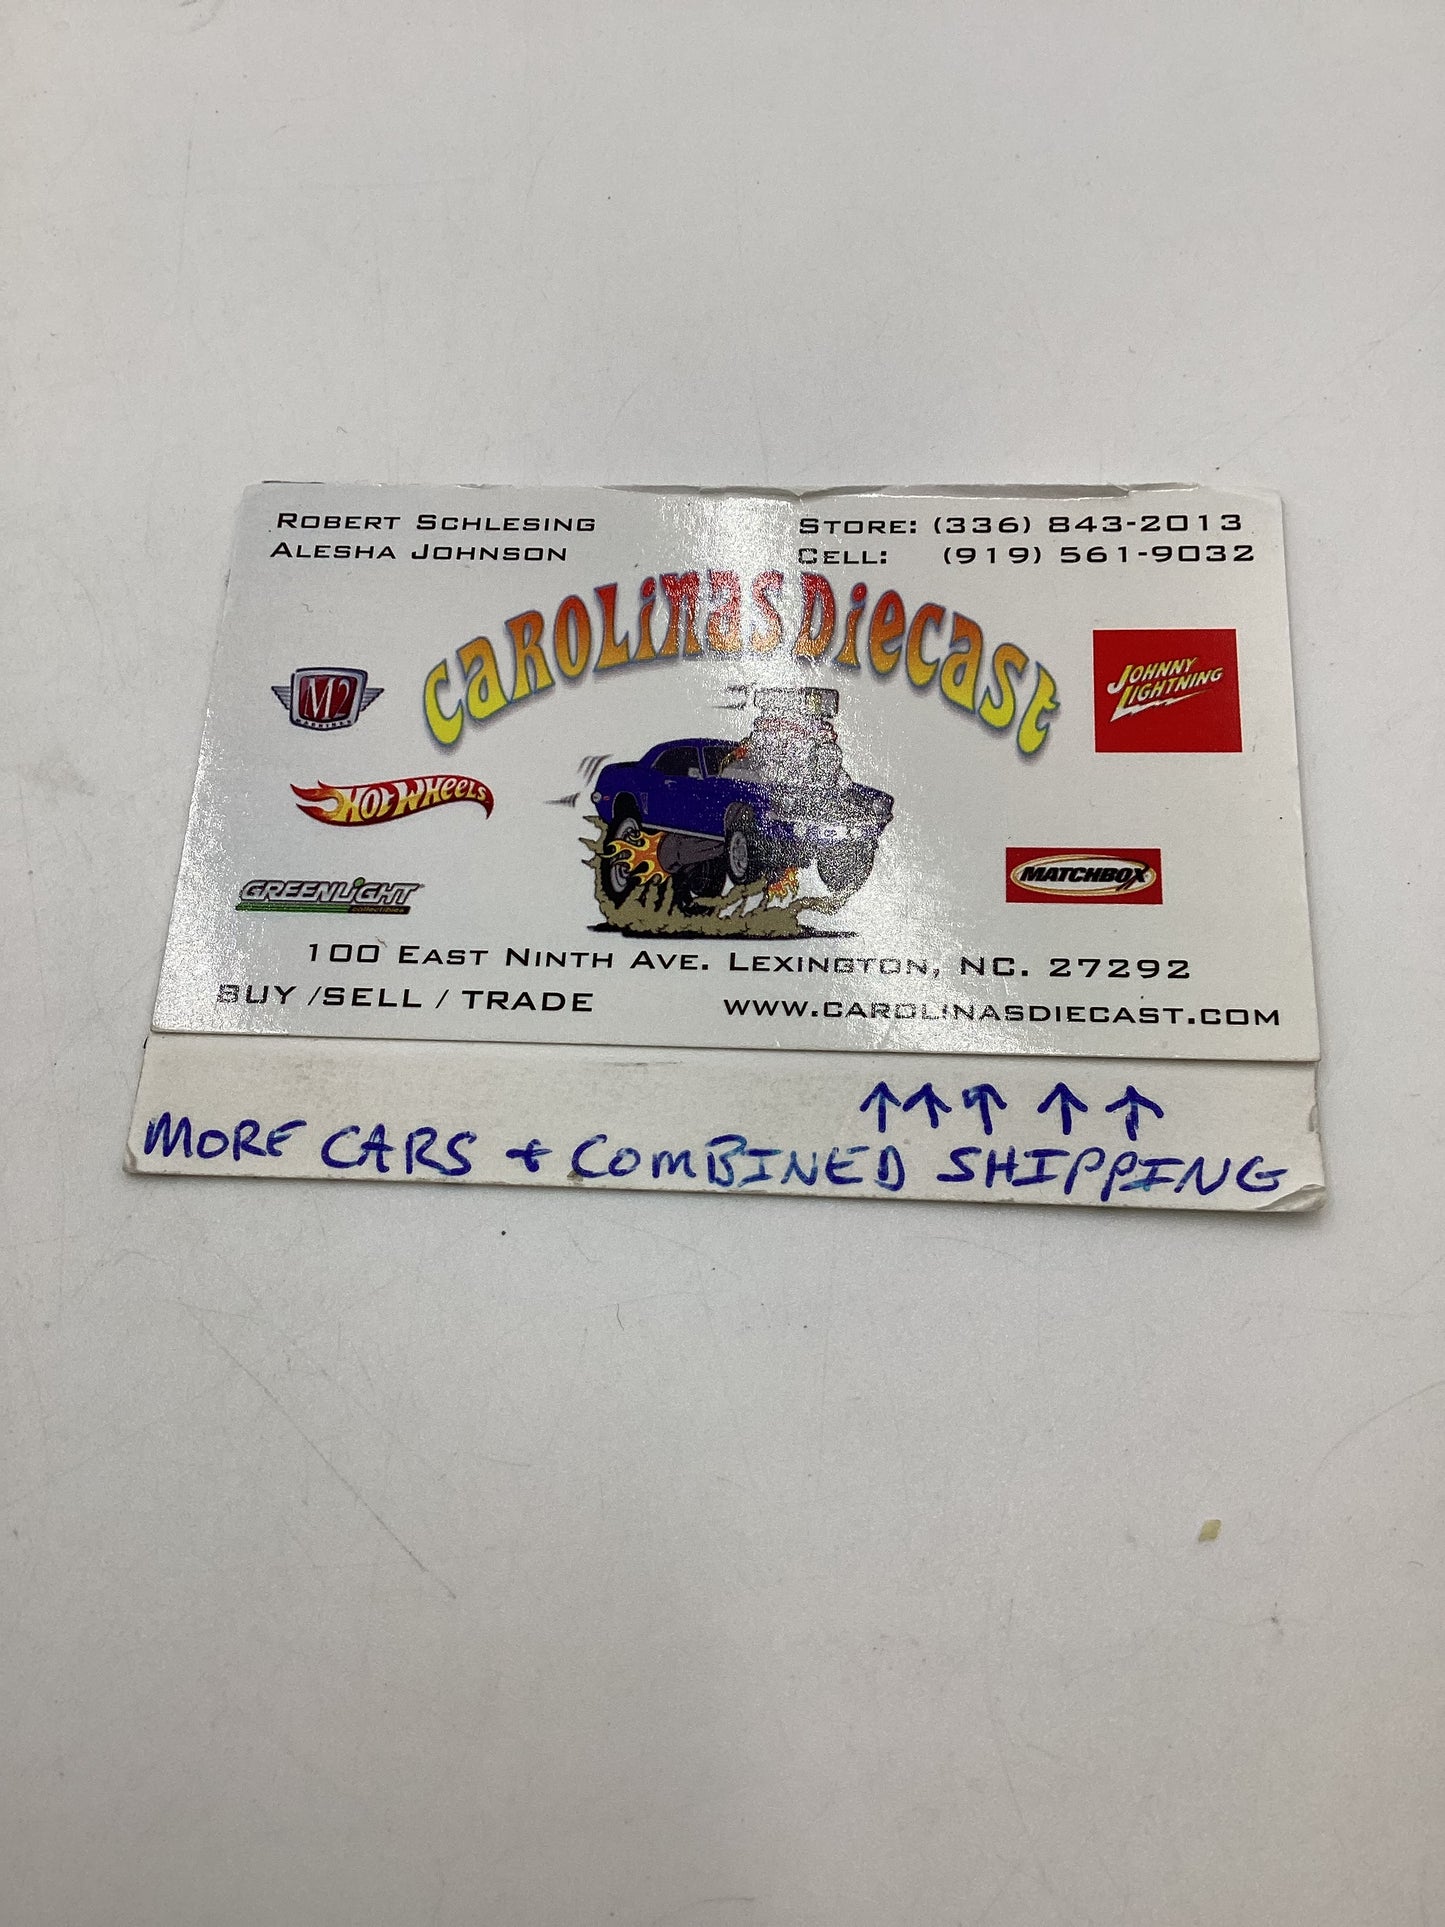 ROBERT SCHLESING
ALESHA JOHNSON
STORE: (336) 843-2013
CELL: (919) 561-9032
CAROLINAS DIECAST
M2
MACHINES
JOHNNY
LIGHTNING
HOT WHEELS
GREENLIGHT
collectibles
MATCHBOX
100 EAST NINTH AVE. LEXINGTON, NC. 27292
BUY /SELL / TRADE
WWW.CAROLINASDIECAST.COM
↑↑↑ ↑ ↑
MORE CARS + COMBINED SHIPPING